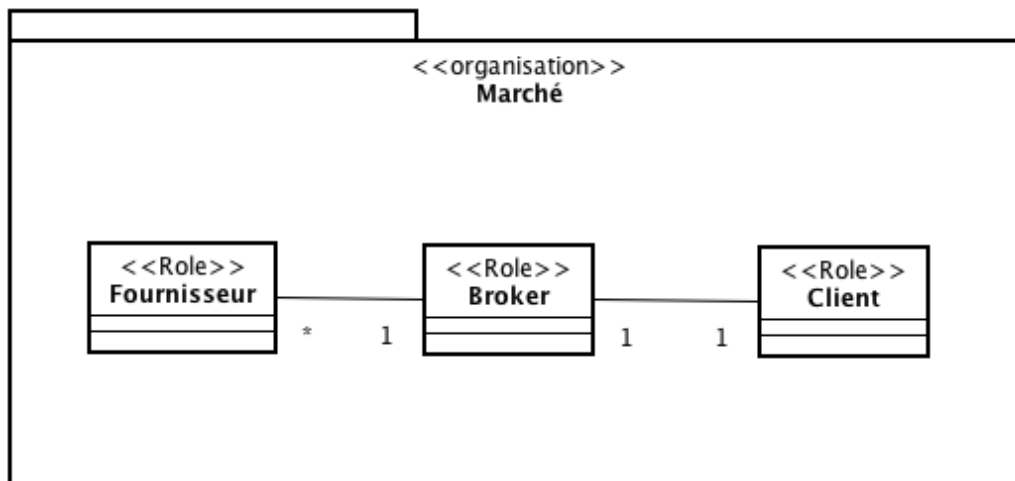 <<organisation>>
Marché
<<Role>>
Fournisseur
<<Role>>
Broker
<<Role>>
Client
*
1
1
1